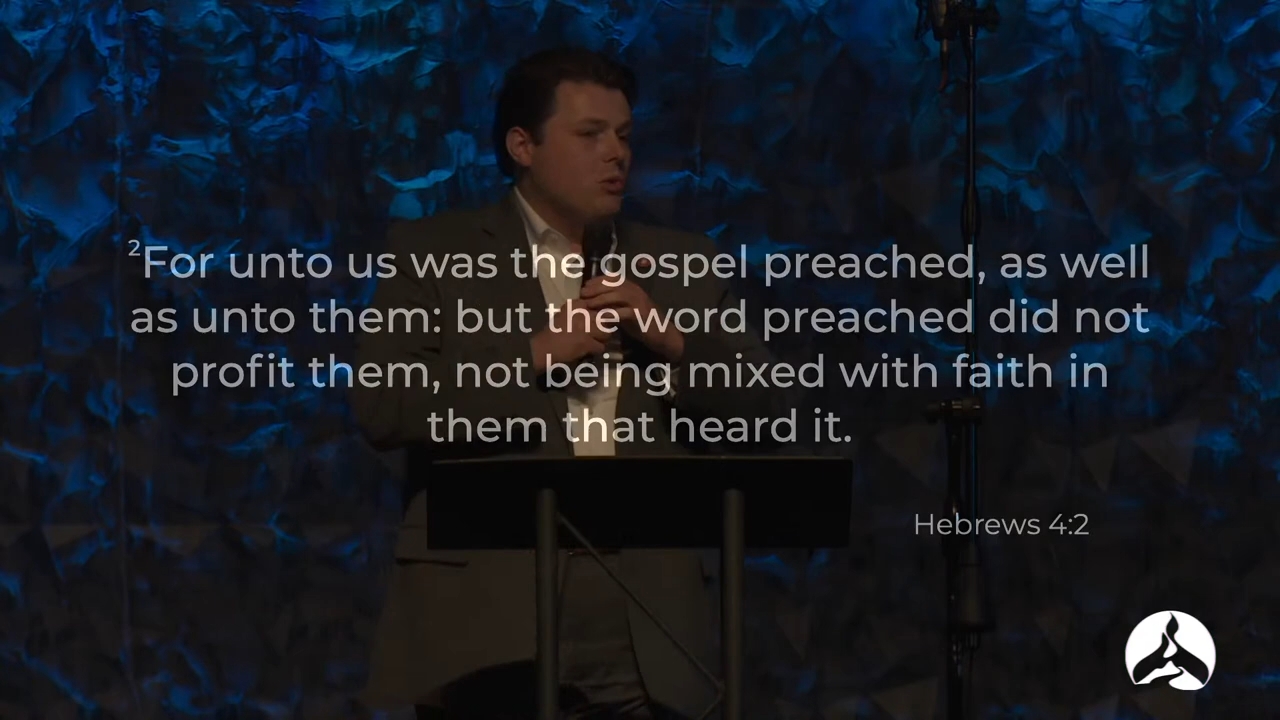 ²For unto us was the gospel preached, as well
as unto them: but the word preached did not
profit them, not being mixed with faith in
them that heard it.
Hebrews 4:2